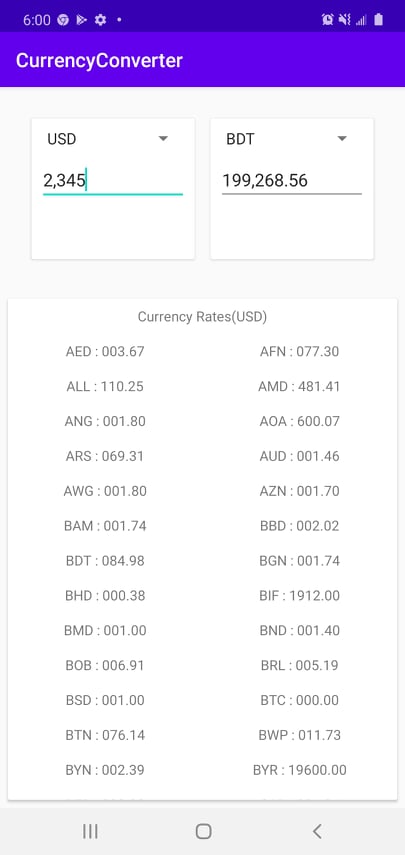 6:00
CurrencyConverter
USD
BDT
2,345
199,268.56
Currency Rates(USD)
AED : 003.67
AFN : 077.30
ALL : 110.25
AMD : 481.41
ANG : 001.80
AOA : 600.07
ARS : 069.31
AUD : 001.46
AWG : 001.80
AZN : 001.70
BAM : 001.74
BBD : 002.02
BDT : 084.98
BGN : 001.74
BHD : 000.38
BIF : 1912.00
BMD : 001.00
BND : 001.40
BOB : 006.91
BRL : 005.19
BSD : 001.00
BTC : 000.00
BTN : 076.14
BWP : 011.73
BYN : 002.39
BYR : 19600.00